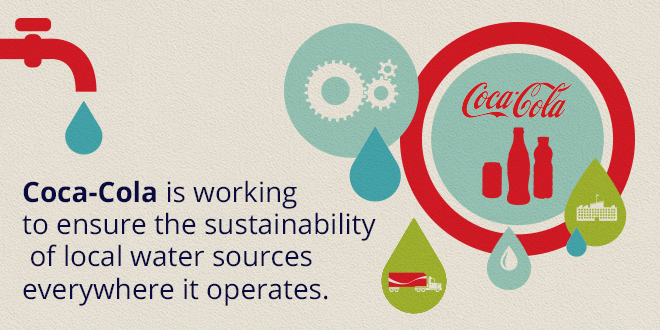 Coca-Cola
Coca-Cola is working
to ensure the sustainability
of local water sources
everywhere it operates.